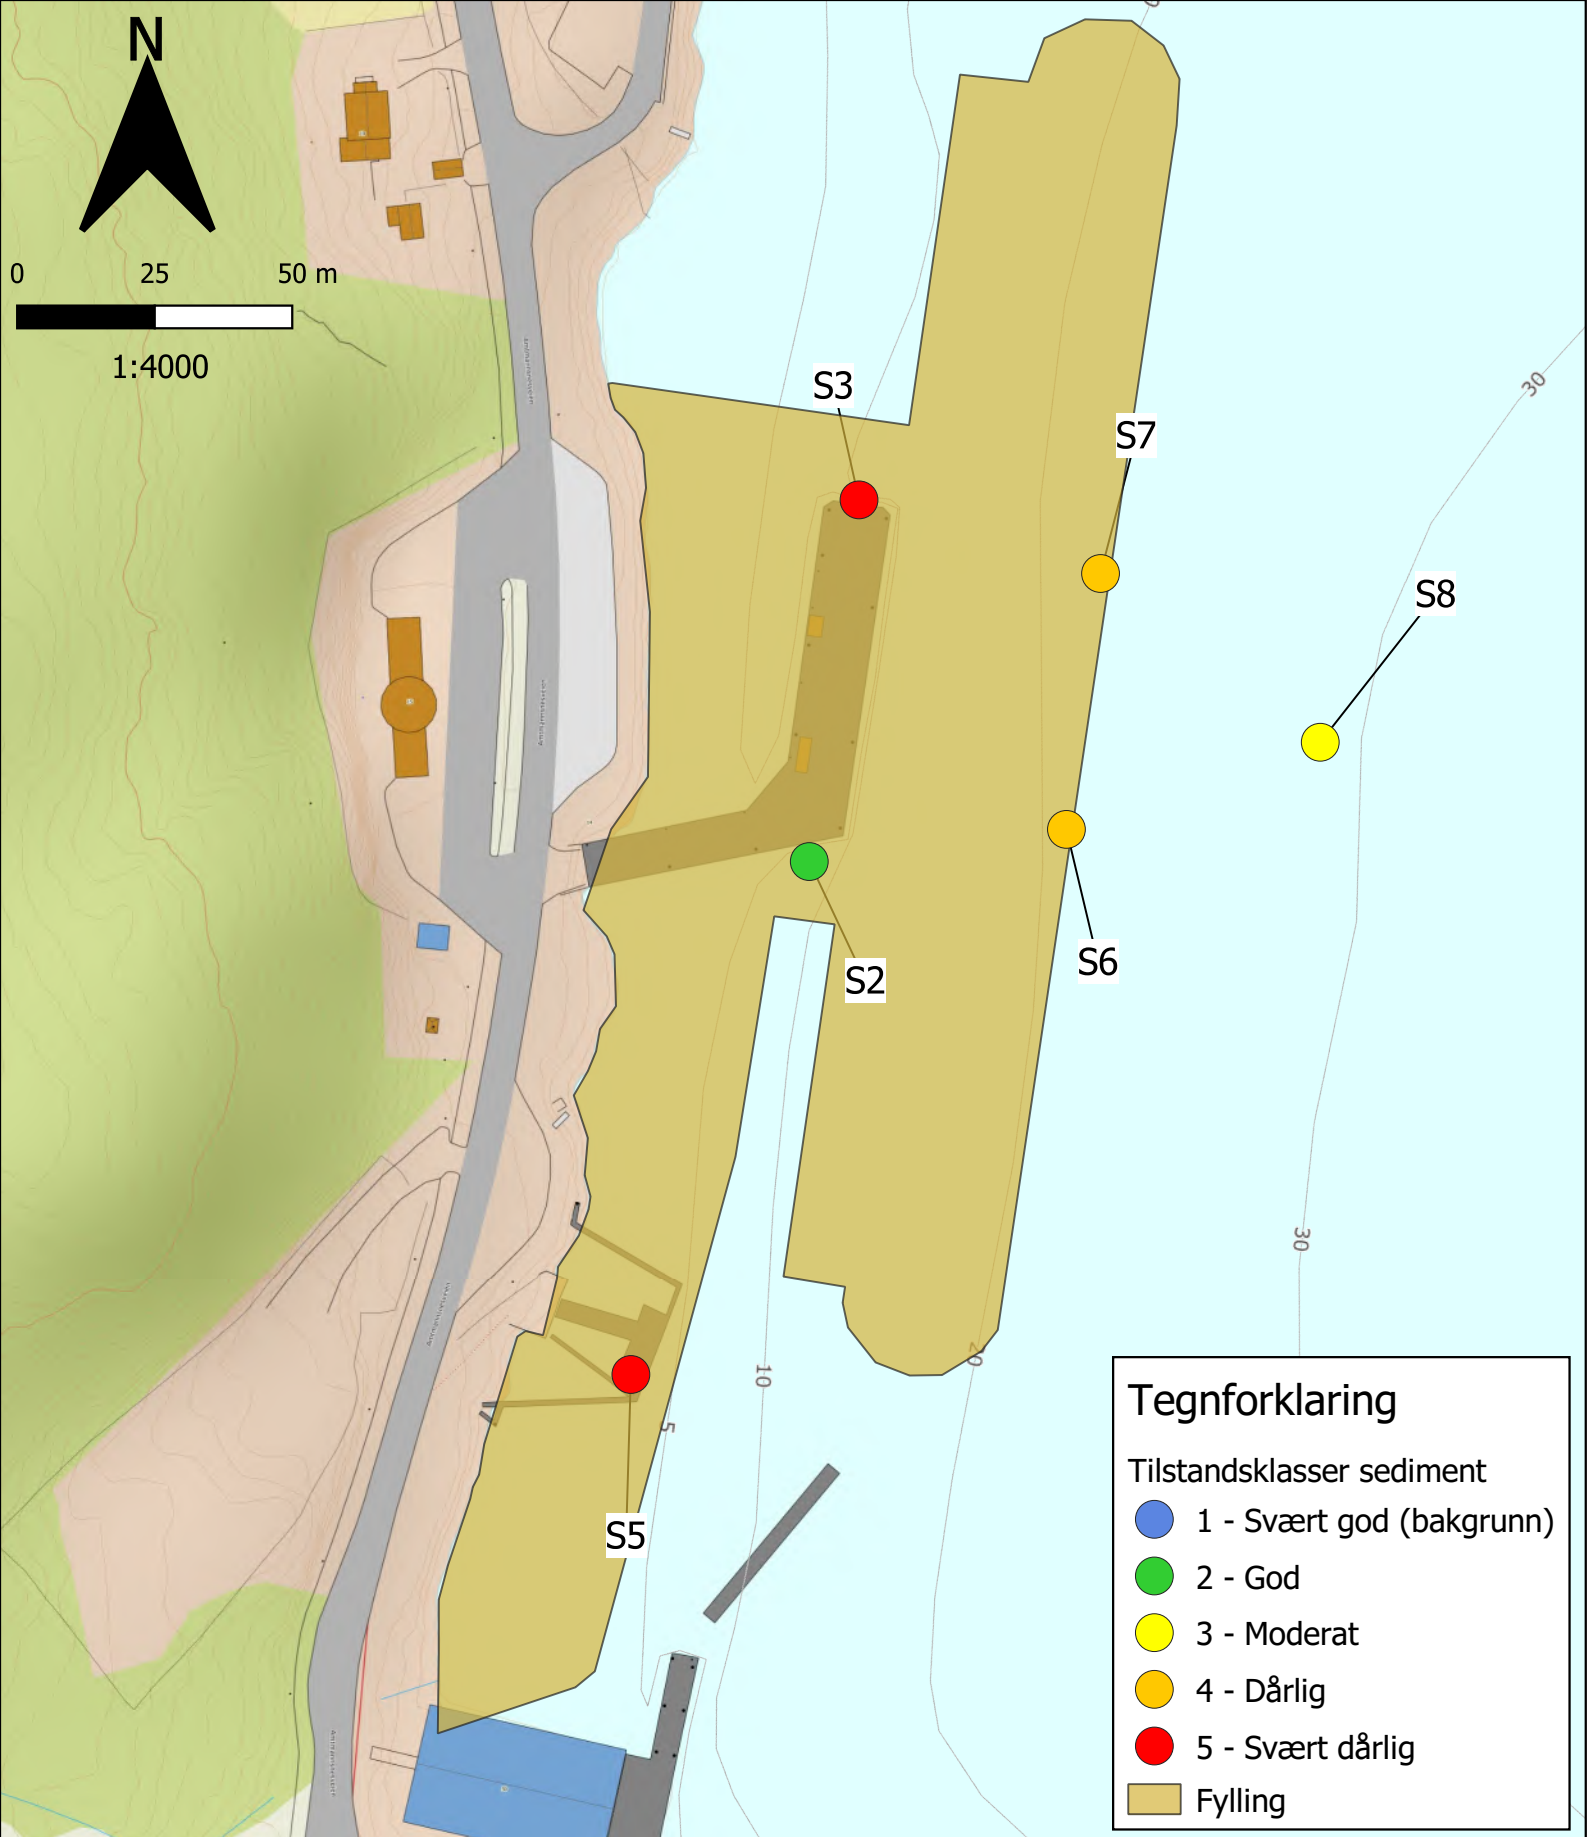 N
0 25 50 m
1:4000
0
30
S3
S7
S8
S6
S2
30
10
20
5
S5
Tegnforklaring
Tilstandsklasser sediment
1 - Svært god (bakgrunn)
2 - God
3 - Moderat
4 - Dårlig
5 - Svært dårlig
Fylling